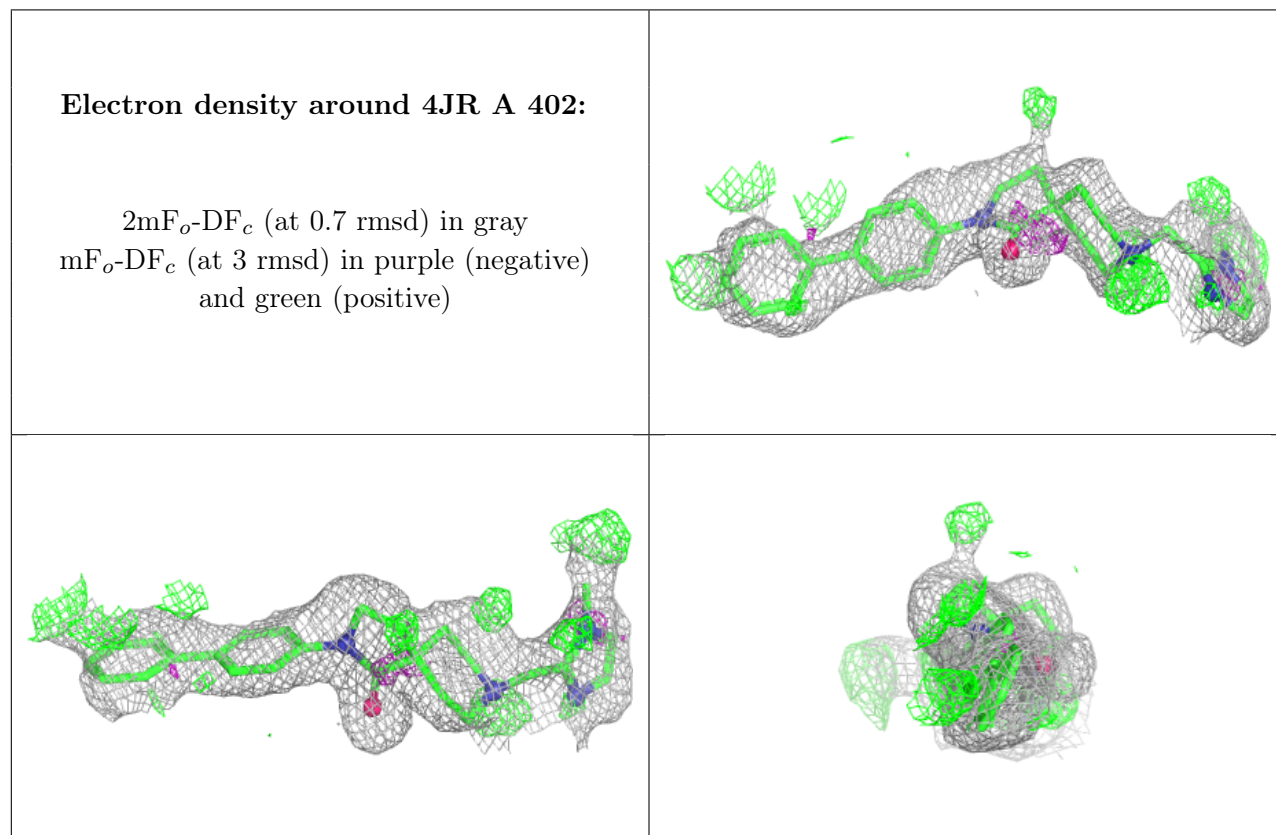 Electron density around 4JR A 402:
2mFo-DFc (at 0.7 rmsd) in gray
mFo-DFc (at 3 rmsd) in purple (negative)
and green (positive)